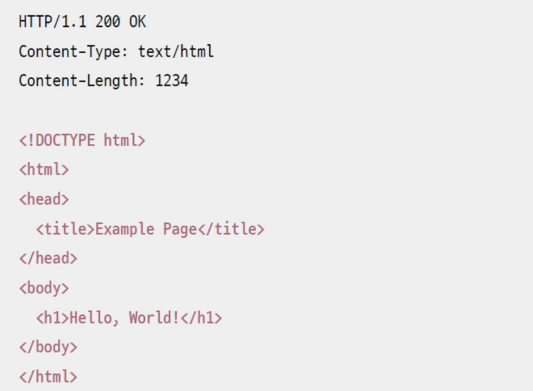 HTTP/1.1 200 OK
Content-Type: text/html
Content-Length: 1234
<!DOCTYPE html>
<html>
<head>
<title>Example Page</title>
</head>
<body>
<h1>Hello, World!</h1>
</body>
</html>